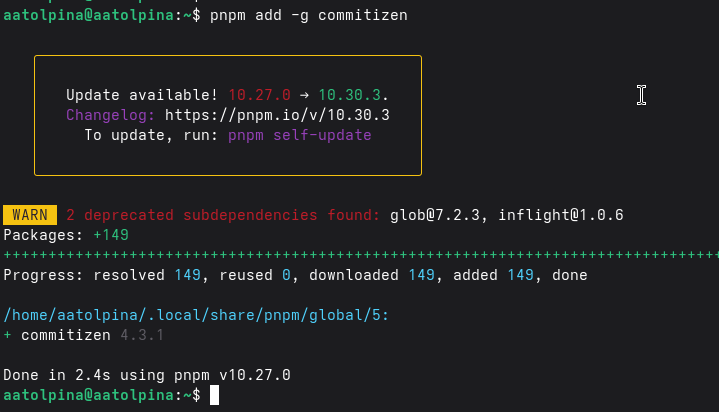 aatolpina@aatolpina:~$ pnpm add -g commitizen
Update available! 10.27.0 → 10.30.3.
Changelog: https://pnpm.io/v/10.30.3
To update, run: pnpm self-update
WARN 2 deprecated subdependencies found: glob@7.2.3, inflight@1.0.6
Packages: +149
++++++++++++++++++++++++++++++++++++++++++++++++++++++++++++++++++++++++++++++++
Progress: resolved 149, reused 0, downloaded 149, added 149, done
/home/aatolpina/.local/share/pnpm/global/5:
+ commitizen 4.3.1
Done in 2.4s using pnpm v10.27.0
aatolpina@aatolpina:~$